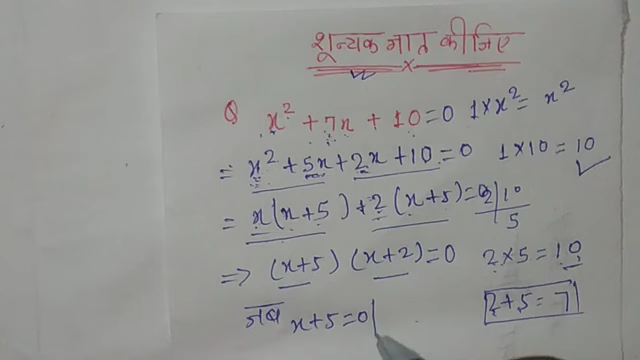 शून्यक ज्ञात कीजिए
Q x² + 7x + 10 = 0 1×x² = x²
= x² + 5x + 2x + 10 = 0 1×10 = 10 ✓
= x(x+5) + 2(x+5) = 0 2|10
5
⇒ (x+5) (x+2) = 0 2×5 = 10
जब x+5=0 2+5 = 7